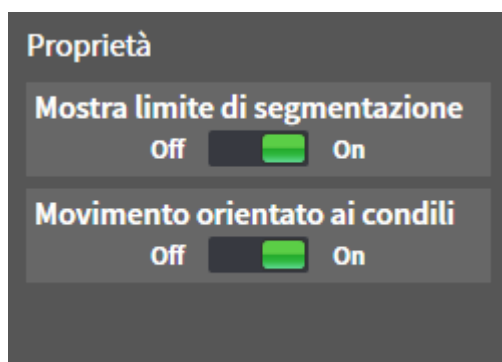 Proprietà
Mostra limite di segmentazione
Off On
Movimento orientato ai condili
Off On